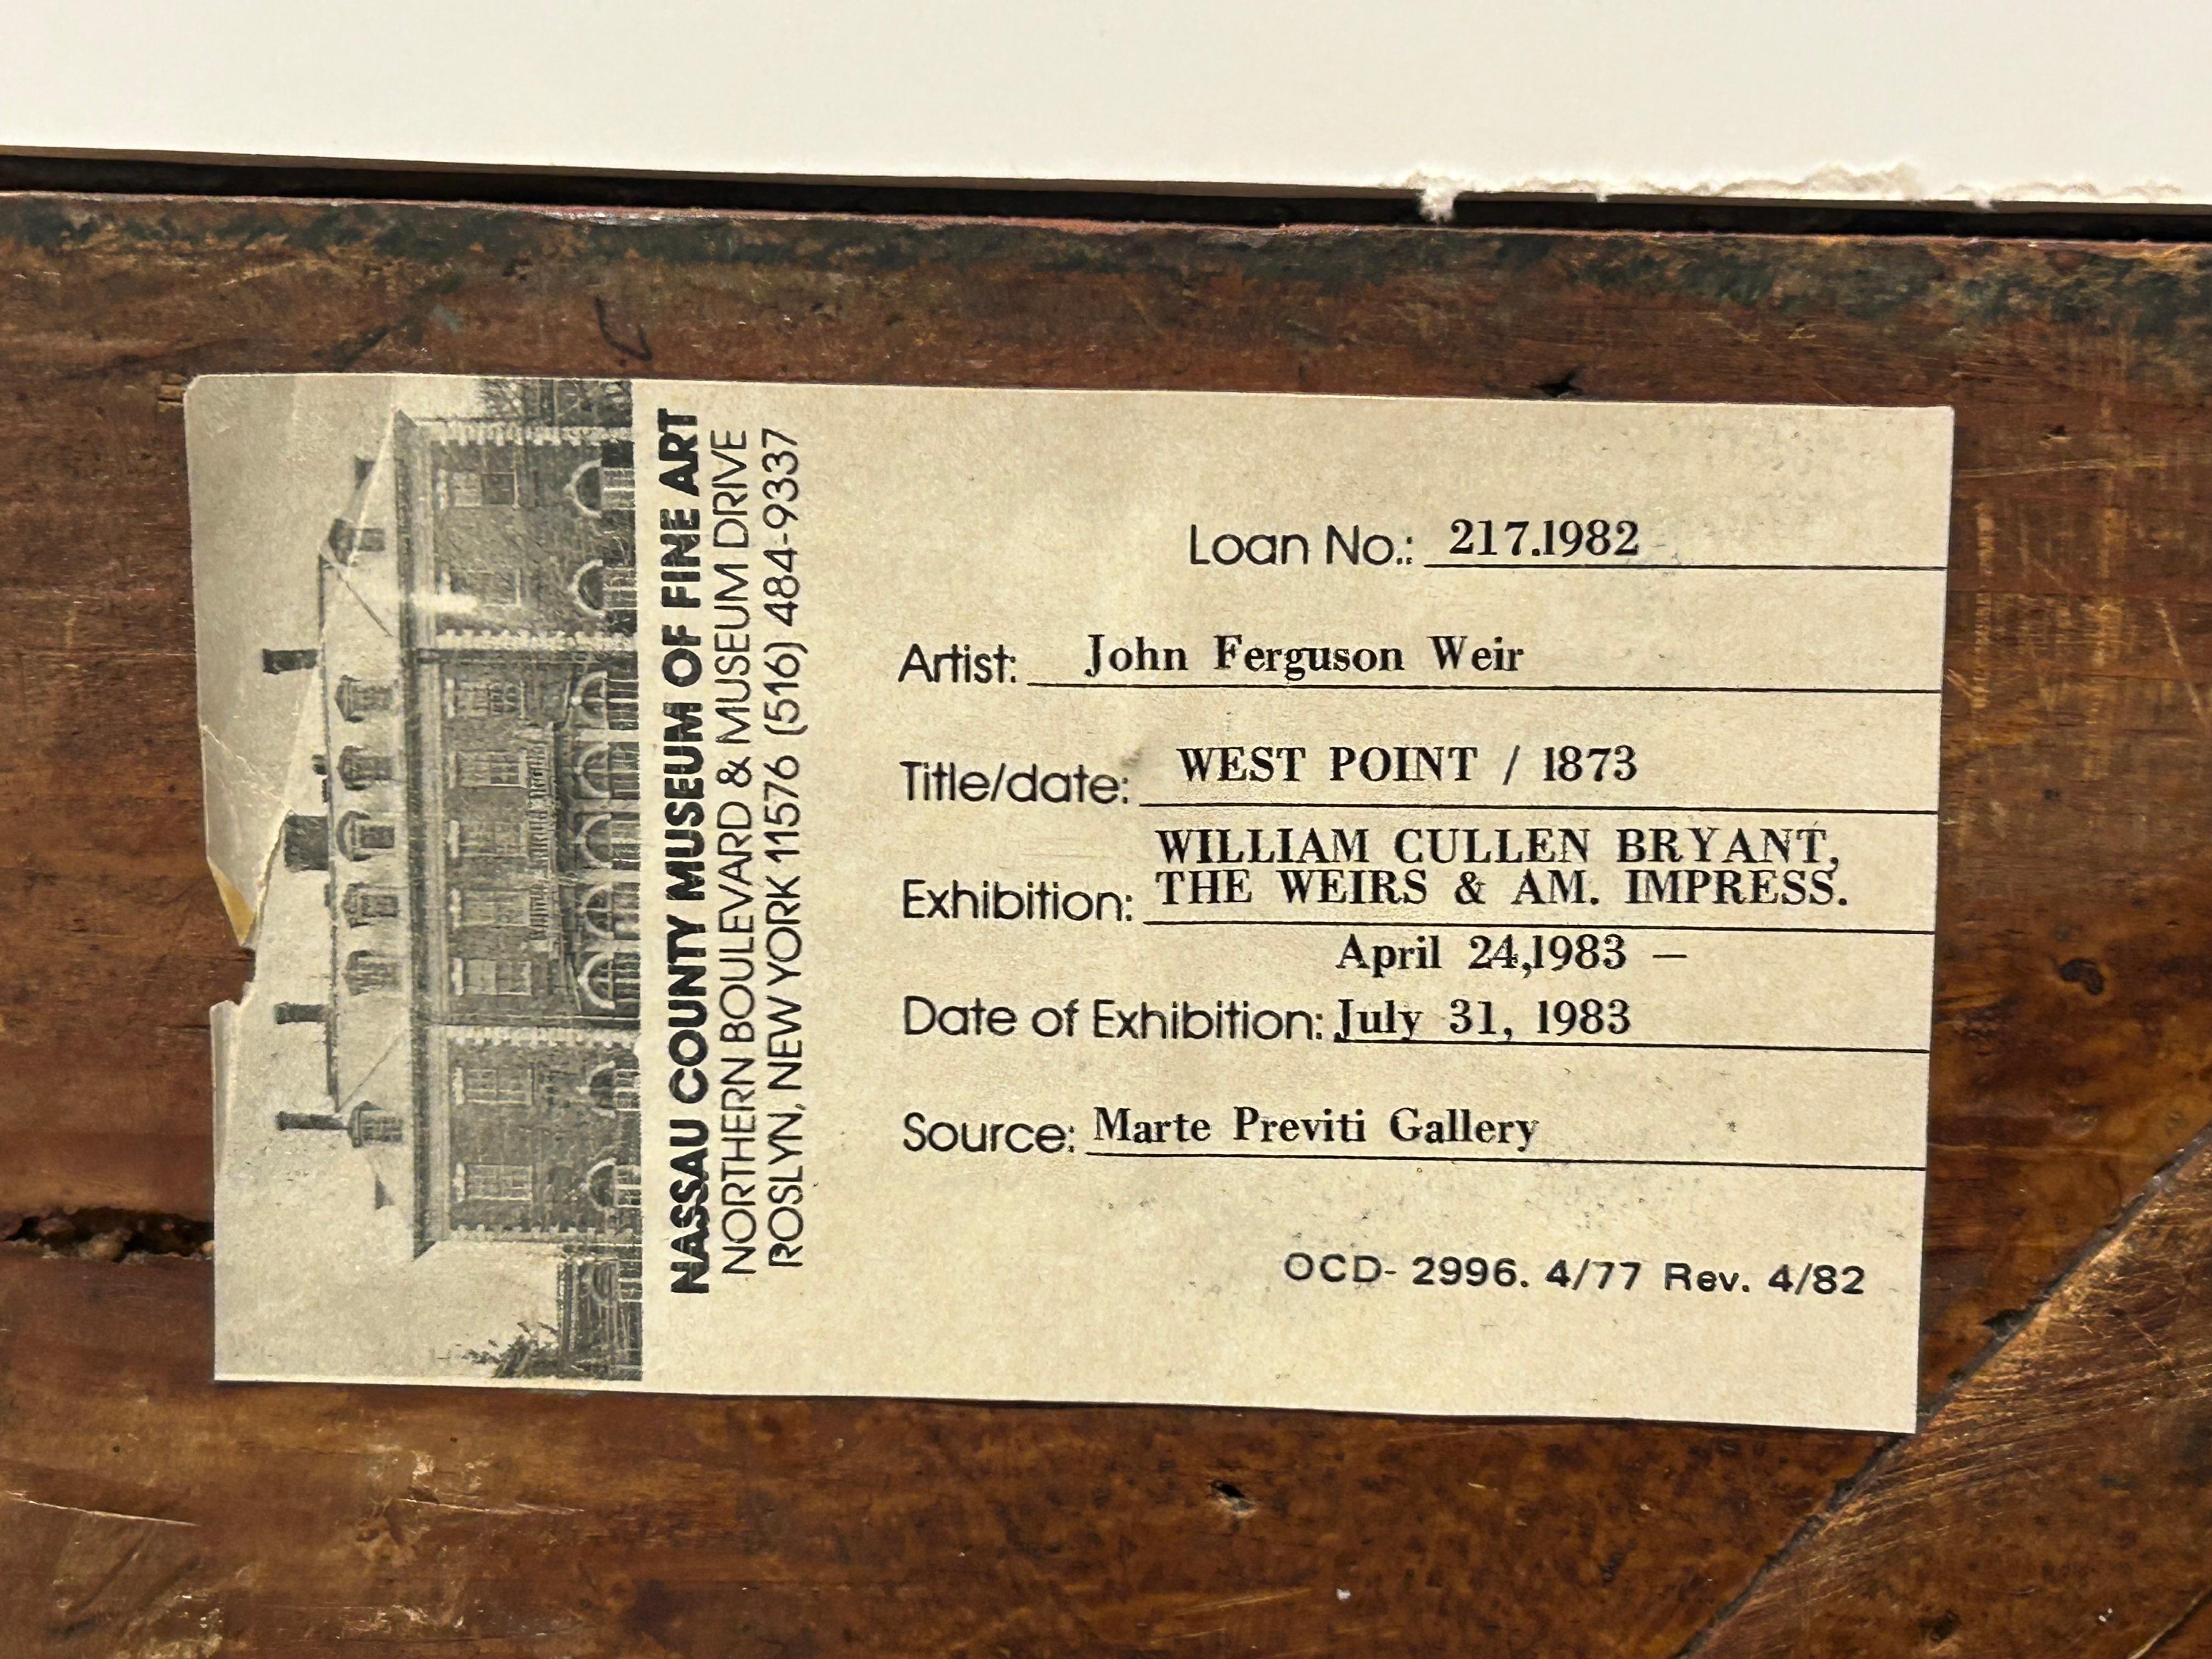 NASSAU COUNTY MUSEUM OF FINE ART
NORTHERN BOULEVARD & MUSEUM DRIVE
ROSLYN, NEW YORK 11576 (516) 484-9337
Loan No.: 217.1982
Artist: John Ferguson Weir
Title/date: WEST POINT / 1873
WILLIAM CULLEN BRYANT,
Exhibition: THE WEIRS & AM. IMPRESS.
April 24,1983 –
Date of Exhibition: July 31, 1983
Source: Marte Previti Gallery
OCD- 2996. 4/77 Rev. 4/82